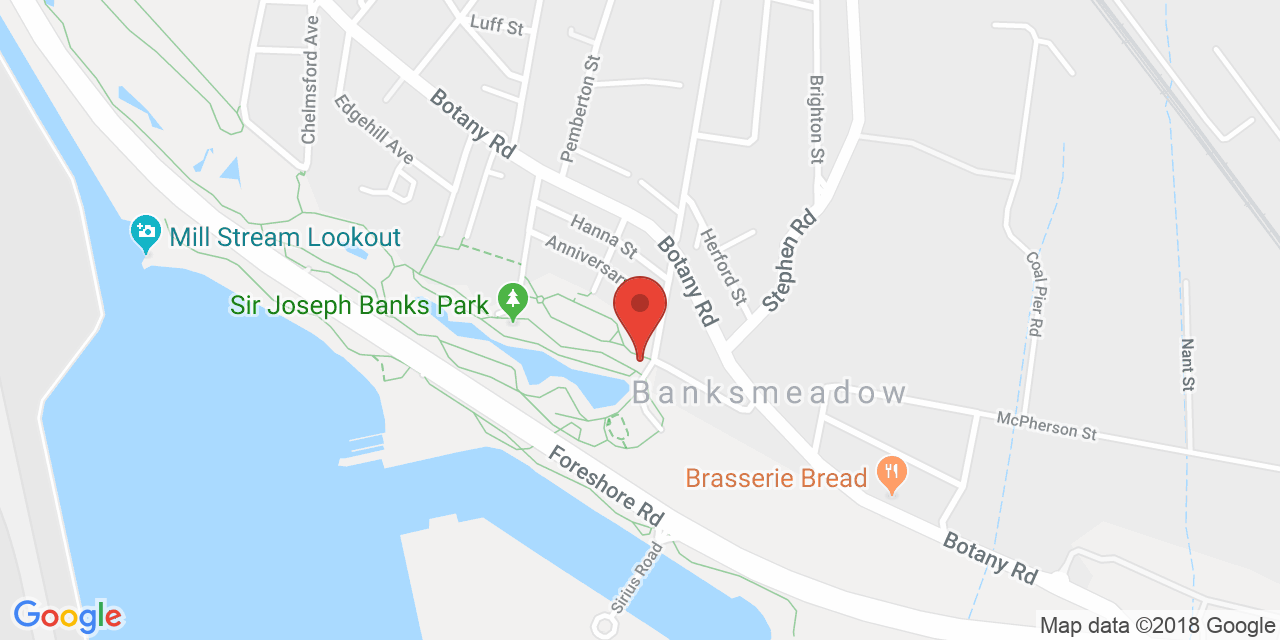 Luff St
Chelmsford Ave
Pemberton St
Botany Rd
Edgehill Ave
Brighton St
Mill Stream Lookout
Hanna St
Anniversar
Herford St
Botany Rd
Stephen Rd
Coal Pier Rd
Sir Joseph Banks Park
Nant St
Banksmeadow
McPherson St
Brasserie Bread
Foreshore Rd
Botany Rd
Sirius Road
Google
Map data ©2018 Google